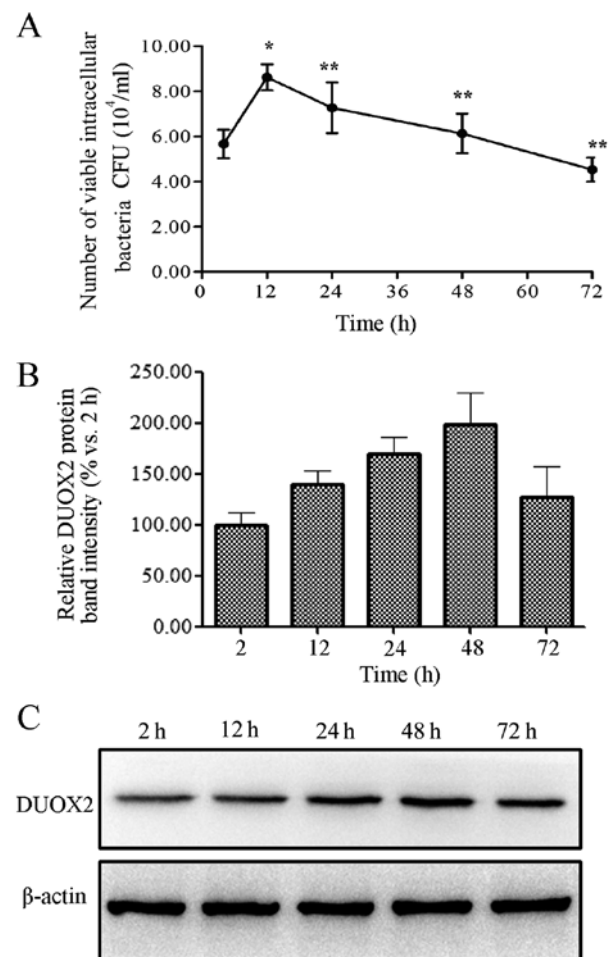 A
Number of viable intracellular
bacteria CFU (10⁴/ml)
10.00
8.00
6.00
4.00
2.00
0.00
*
**
**
**
0 12 24 36 48 60 72
Time (h)
B
Relative DUOX2 protein
band intensity (% vs. 2 h)
250.00
200.00
150.00
100.00
50.00
0.00
2 12 24 48 72
Time (h)
C
2 h 12 h 24 h 48 h 72 h
DUOX2
β-actin